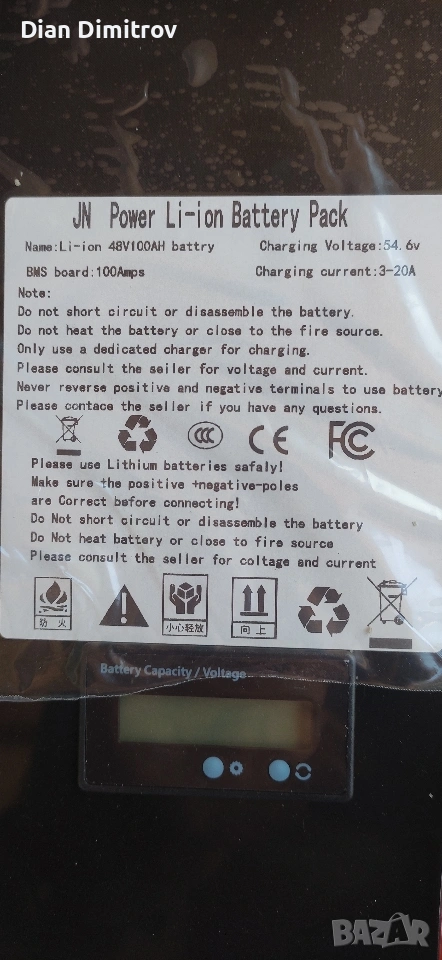 Dian Dimitrov
JN Power Li-ion Battery Pack
Name:Li-ion 48V100AH battry Charging Voltage:54.6v
BMS board:100Amps Charging current:3-20A
Note:
Do not short circuit or disassemble the battery.
Do not heat the battery or close to the fire source.
Only use a dedicated charger for charging.
Please consult the seiler for voltage and current.
Never reverse positive and negative terminals to use battery
Please contace the seller if you have any questions.
CCC CE FC
Please use Lithium batteries safaly!
Make sure the positive +negative-poles
are Correct before connecting!
Do Not short circuit or disassemble the battery
Do Not heat battery or close to fire source
Please consult the seller for coltage and current
防 火 小心轻放 向 上
Battery Capacity / Voltage
BAZAR